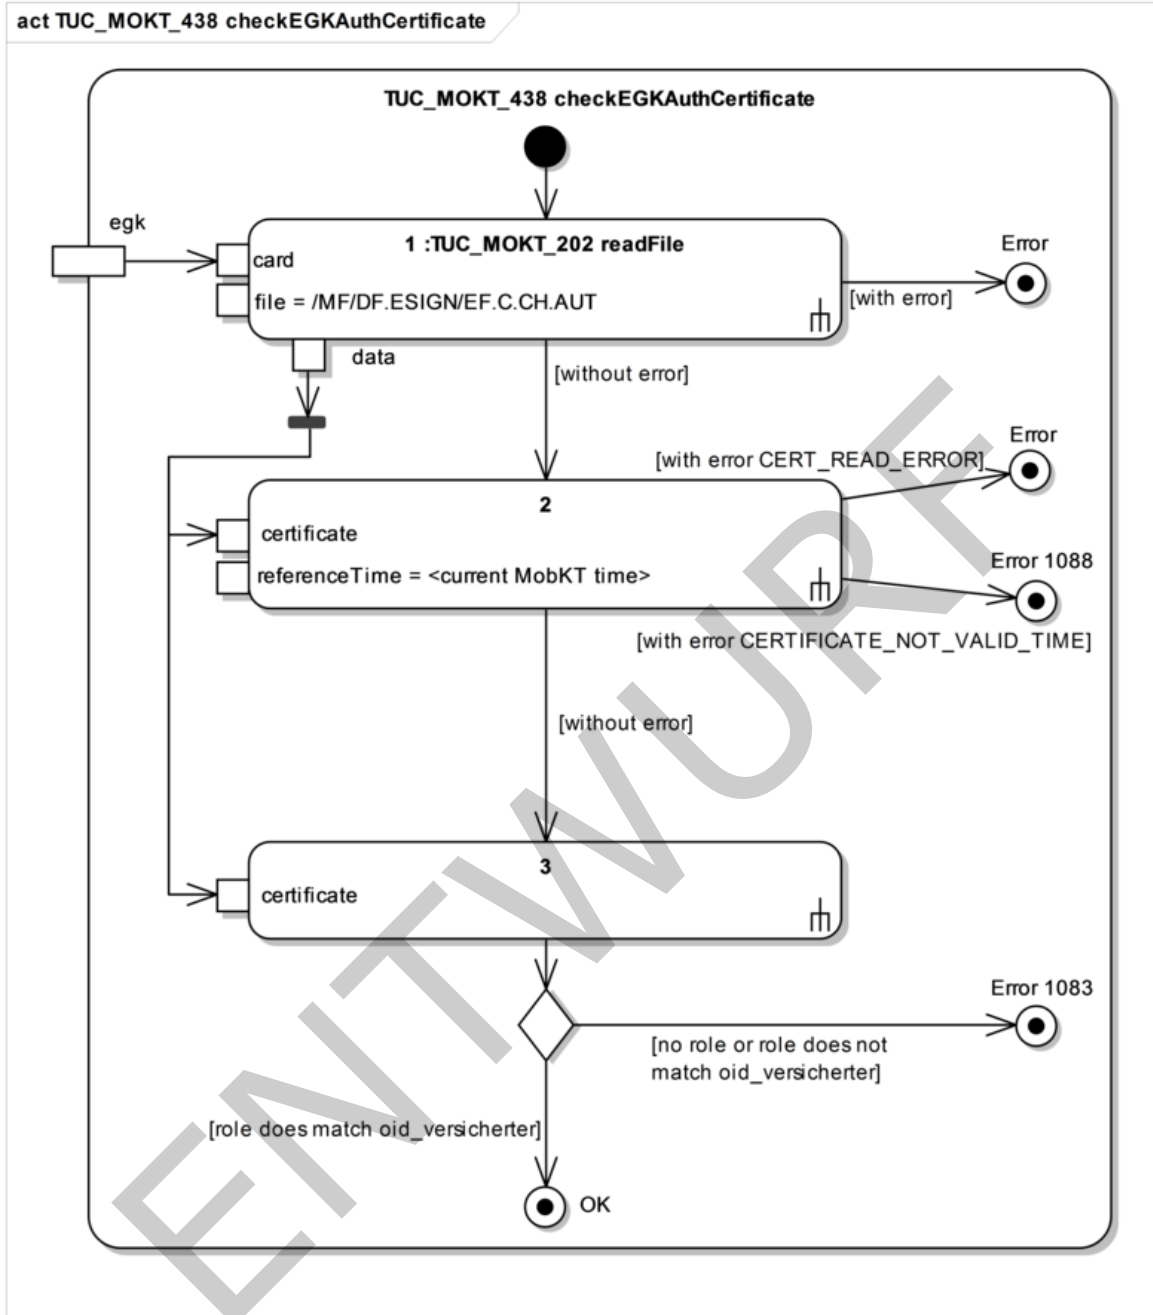 act TUC_MOKT_438 checkEGKAuthCertificate
TUC_MOKT_438 checkEGKAuthCertificate
egk
1 :TUC_MOKT_202 readFile
card
file = /MF/DF.ESIGN/EF.C.CH.AUT
Error
[with error]
data
[without error]
Error
[with error CERT_READ_ERROR]
2
certificate
referenceTime = <current MobKT time>
Error 1088
[with error CERTIFICATE_NOT_VALID_TIME]
[without error]
3
certificate
Error 1083
[no role or role does not
match oid_versicherter]
[role does match oid_versicherter]
OK
ENTWURF